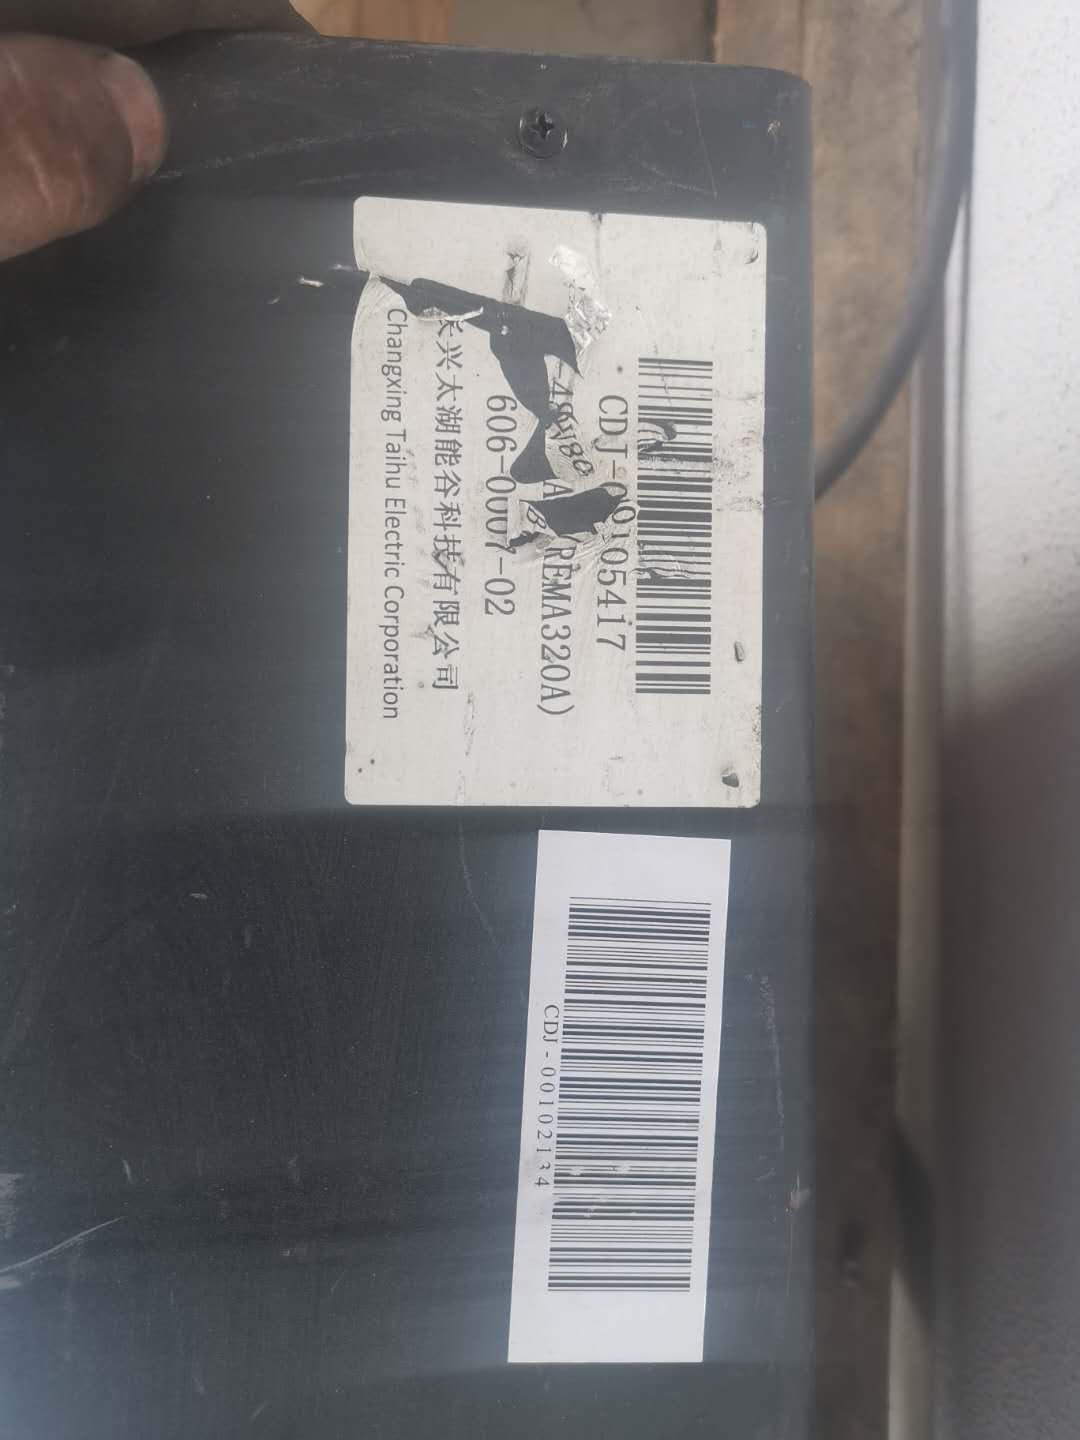 CDJ-00105417
REMA320A)
606-0007-02
长兴太湖能谷科技有限公司
Changxing Taihu Electric Corporation
CDJ-00102134